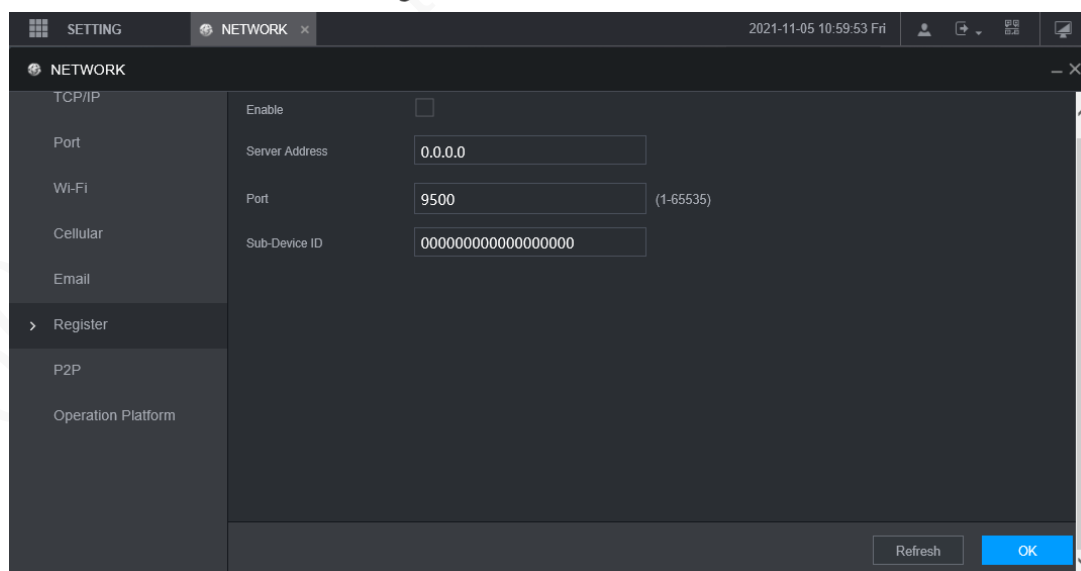 SETTING NETWORK × 2021-11-05 10:59:53 Fri
NETWORK
TCP/IP
Port
Wi-Fi
Cellular
Email
Register
P2P
Operation Platform
Enable
Server Address 0.0.0.0
Port 9500 (1-65535)
Sub-Device ID 000000000000000000
Refresh OK